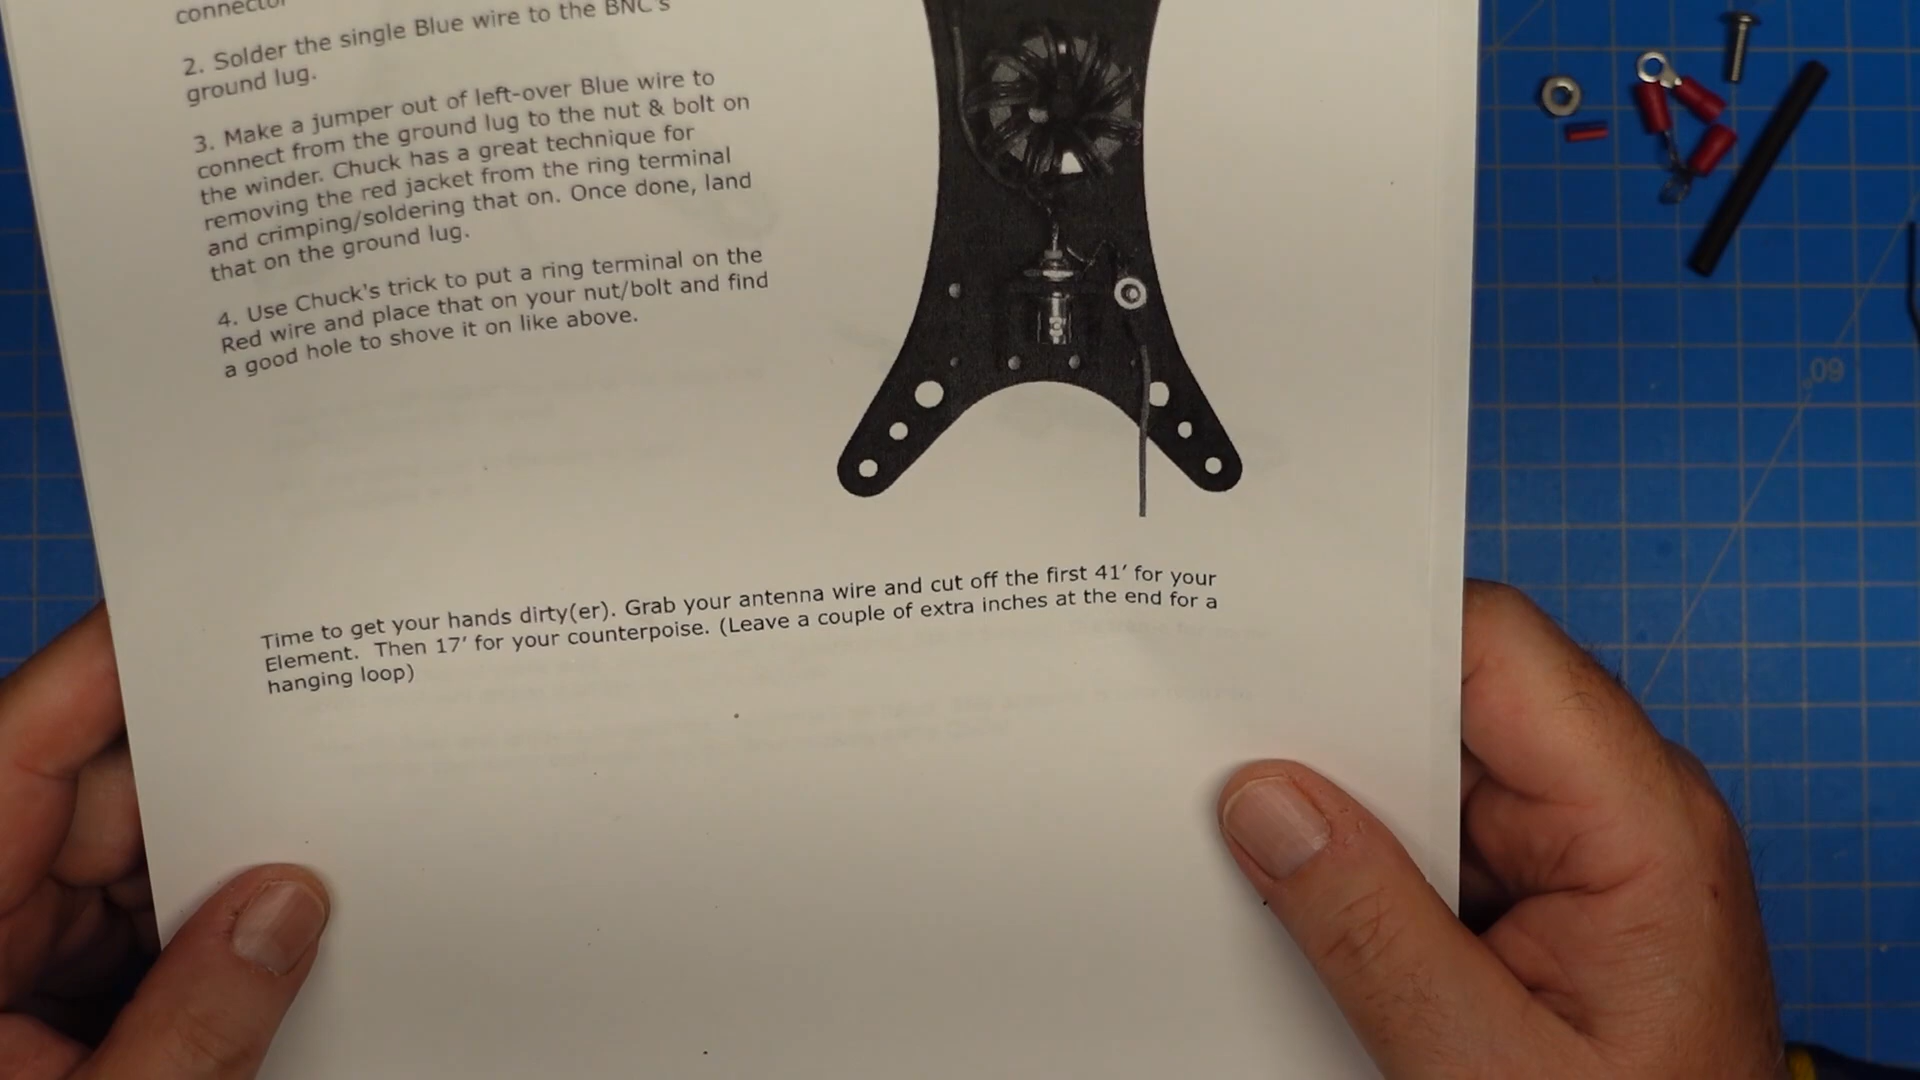 connector
2. Solder the single Blue wire to the BNC's
ground lug.
3. Make a jumper out of left-over Blue wire to
connect from the ground lug to the nut & bolt on
the winder. Chuck has a great technique for
removing the red jacket from the ring terminal
and crimping/soldering that on. Once done, land
that on the ground lug.
4. Use Chuck's trick to put a ring terminal on the
Red wire and place that on your nut/bolt and find
a good hole to shove it on like above.
Time to get your hands dirty(er). Grab your antenna wire and cut off the first 41' for your
Element. Then 17' for your counterpoise. (Leave a couple of extra inches at the end for a
hanging loop)
60°